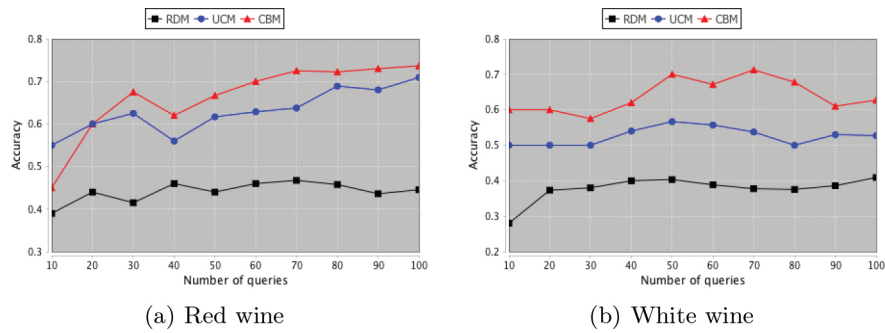 RDM UCM CBM
0.8
0.7
0.6
0.5
0.4
0.3
Accuracy
10 20 30 40 50 60 70 80 90 100
Number of queries
(a) Red wine
RDM UCM CBM
0.8
0.7
0.6
0.5
0.4
0.3
0.2
Accuracy
10 20 30 40 50 60 70 80 90 100
Number of queries
(b) White wine